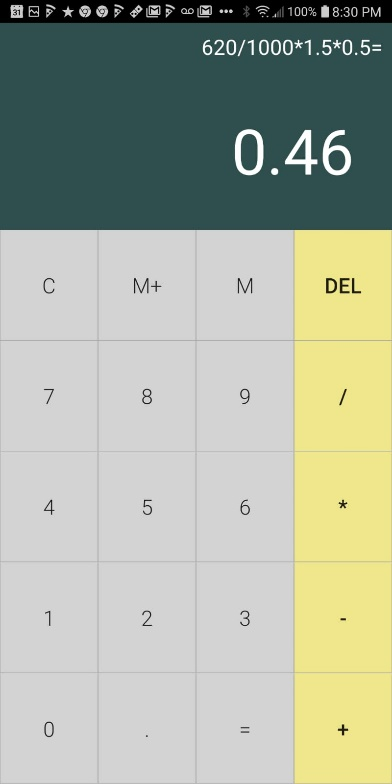 31 100% 8:30 PM
620/1000*1.5*0.5=
0.46
C M+ M DEL
7 8 9 /
4 5 6 *
1 2 3 -
0 . = +